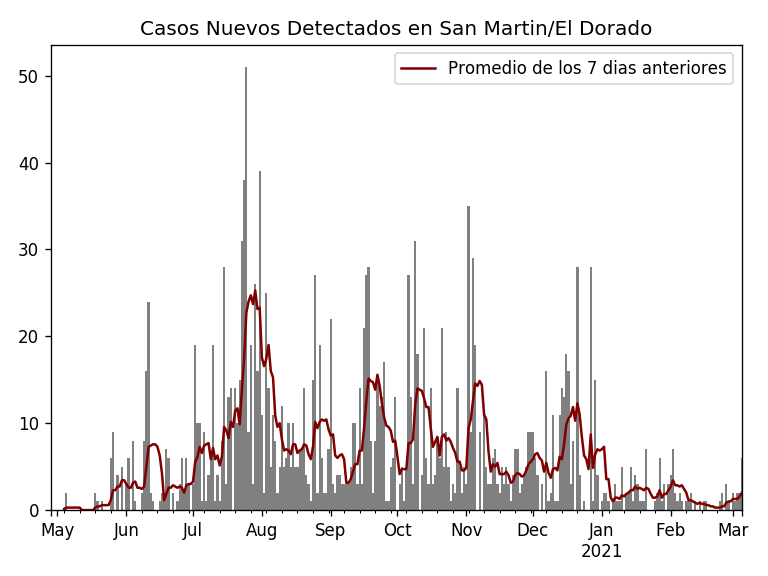 Casos Nuevos Detectados en San Martin/El Dorado
Promedio de los 7 dias anteriores
50
40
30
20
10
0
May Jun Jul Aug Sep Oct Nov Dec Jan Feb Mar
2021